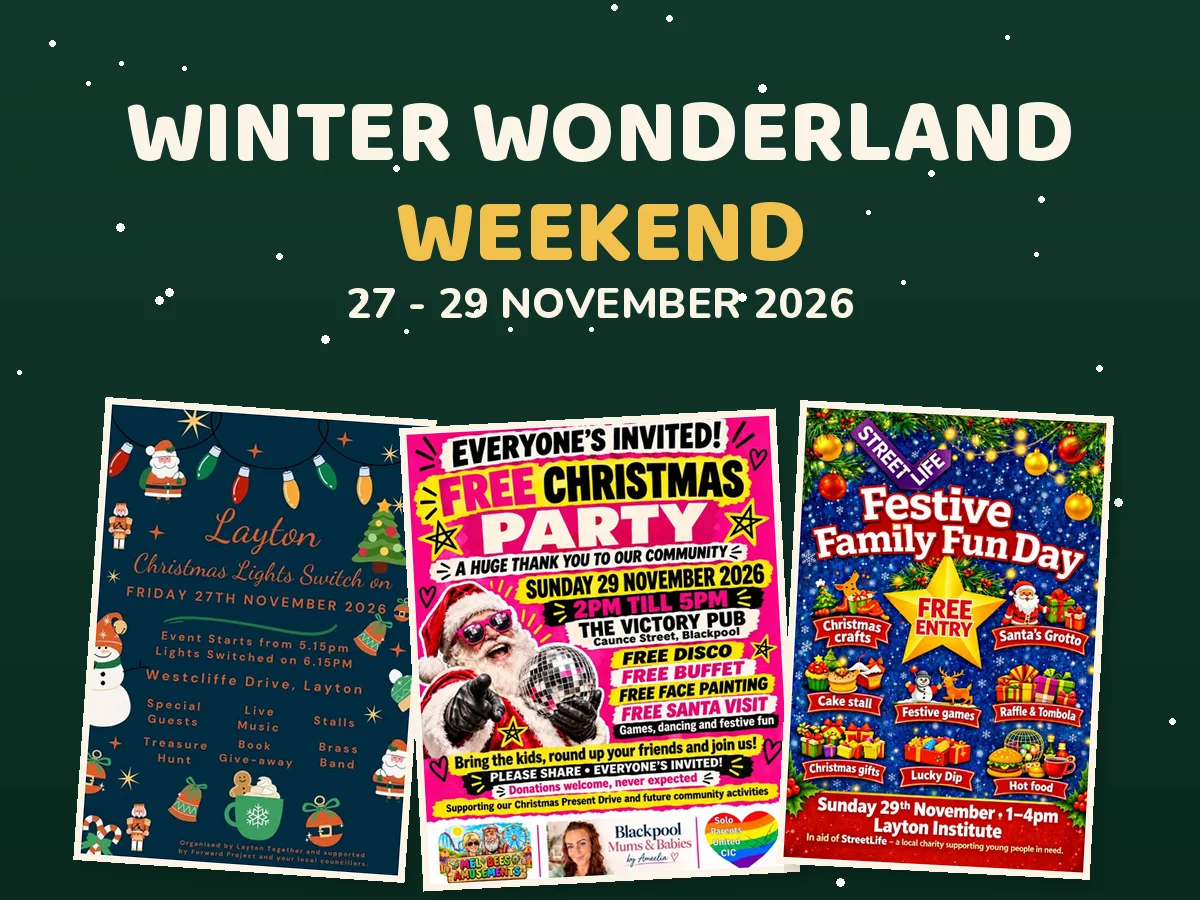 WINTER WONDERLAND
WEEKEND
27 - 29 NOVEMBER 2026
Layton
Christmas Lights Switch on
FRIDAY 27TH NOVEMBER 2026
Event Starts from 5.15pm
Lights Switched on 6.15PM
Westcliffe Drive, Layton
Special Guests
Live Music
Stalls
Treasure Hunt
Book Give-away
Brass Band
Organised by Layton Together and supported
by Forward Project and your local councillors.
EVERYONE'S INVITED!
FREE CHRISTMAS
PARTY
A HUGE THANK YOU TO OUR COMMUNITY
SUNDAY 29 NOVEMBER 2026
2PM TILL 5PM
THE VICTORY PUB
Caunce Street, Blackpool
FREE DISCO
FREE BUFFET
FREE FACE PAINTING
FREE SANTA VISIT
Games, dancing and festive fun
Bring the kids, round up your friends and join us!
PLEASE SHARE • EVERYONE'S INVITED!
Donations welcome, never expected
Supporting our Christmas Present Drive and future community activities
MEL BEES
AMUSEMENTS
Blackpool
Mums & Babies
by Amaelia
Solo
Parents
United
CIC
STREET LIFE
Festive
Family Fun Day
FREE
ENTRY
Christmas
crafts
Santa's Grotto
Cake stall
Festive games
Raffle & Tombola
Christmas gifts
Lucky Dip
Hot food
Sunday 29th November • 1–4pm
Layton Institute
In aid of StreetLife – a local charity supporting young people in need.